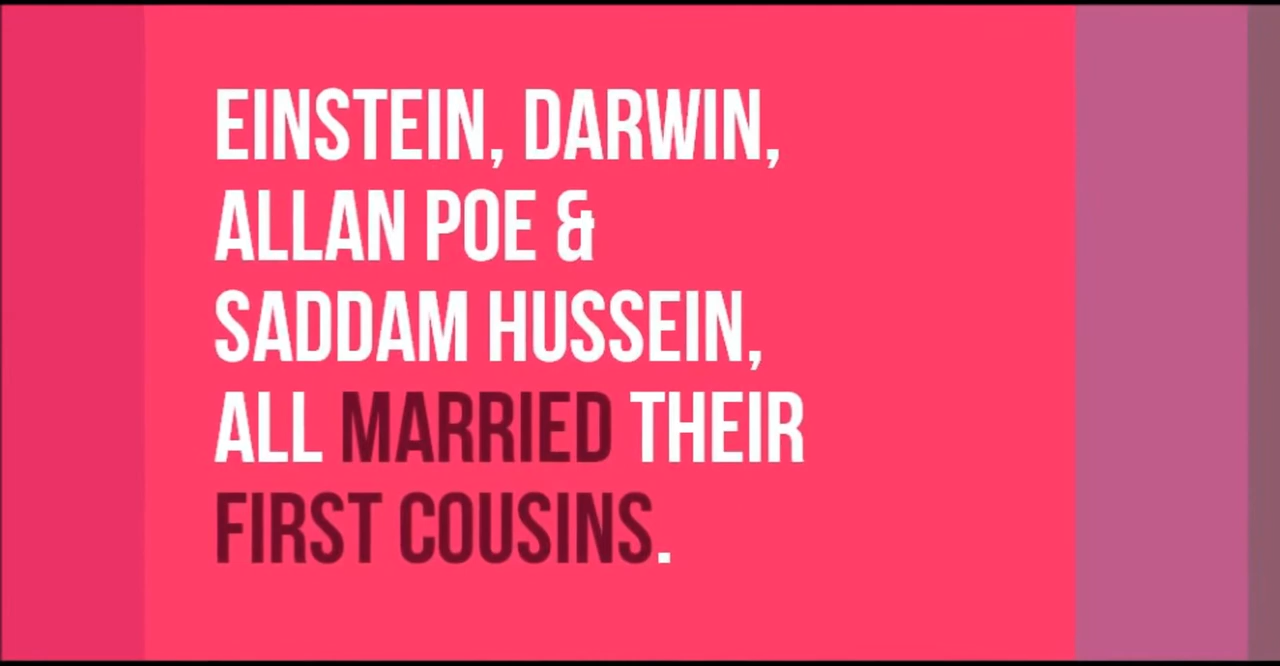 EINSTEIN, DARWIN,
ALLAN POE &
SADDAM HUSSEIN,
ALL MARRIED THEIR
FIRST COUSINS.